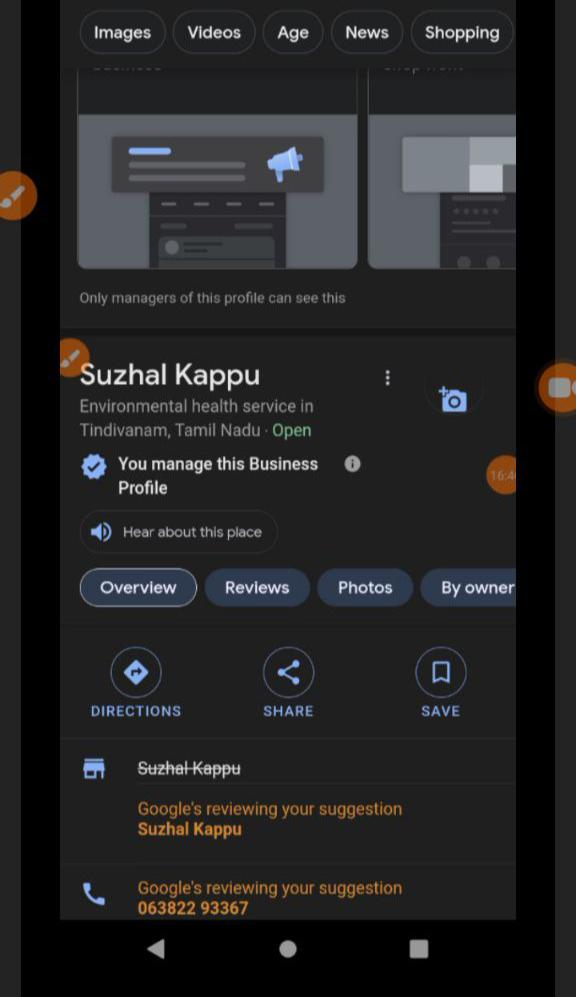 Images
Videos
Age
News
Shopping
Only managers of this profile can see this
Suzhal Kappu
Environmental health service in
Tindivanam, Tamil Nadu · Open
You manage this Business
Profile
Hear about this place
Overview
Reviews
Photos
By owner
DIRECTIONS
SHARE
SAVE
Suzhal Kappu
Google's reviewing your suggestion
Suzhal Kappu
Google's reviewing your suggestion
063822 93367